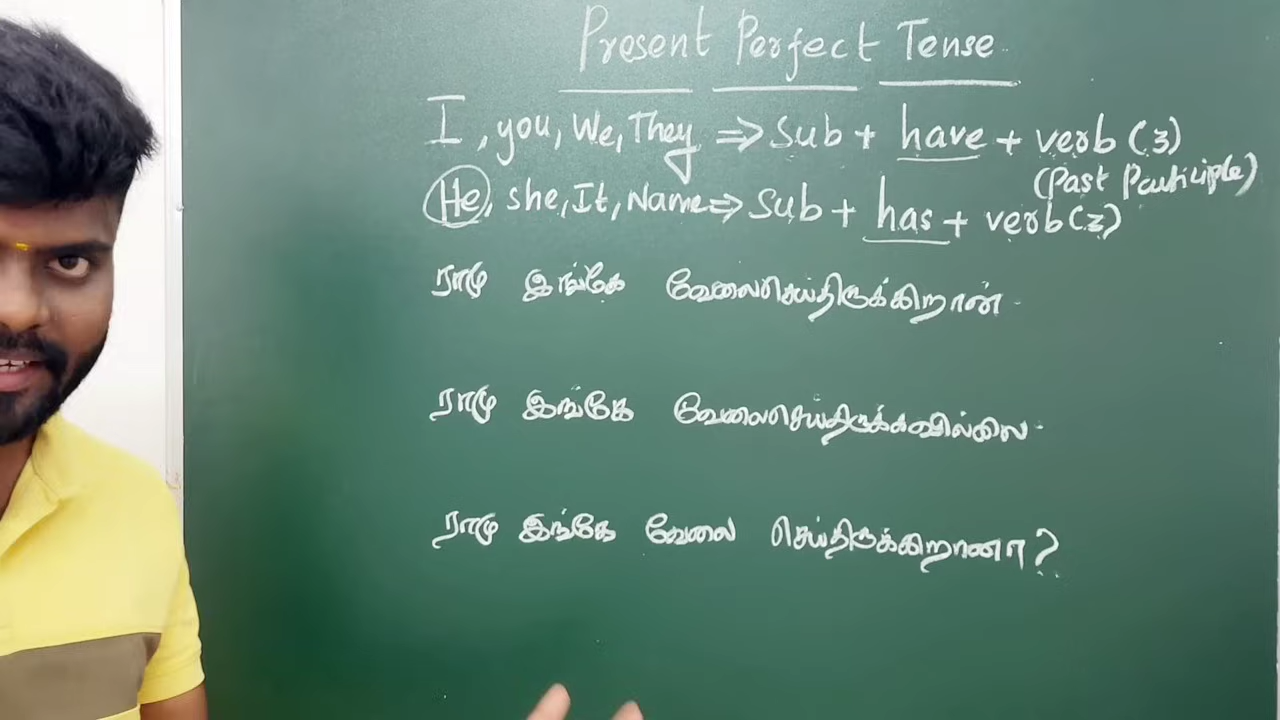 Present Perfect Tense
I, you, We, They ⇒ Sub + have + verb (3)
(Past Participle)
He, she, It, Name ⇒ Sub + has + verb (3)
ராமு இங்கே வேலைசெய்திருக்கிறான்.
ராமு இங்கே வேலைசெய்திருக்கவில்லை.
ராமு இங்கே வேலை செய்திருக்கிறானா?